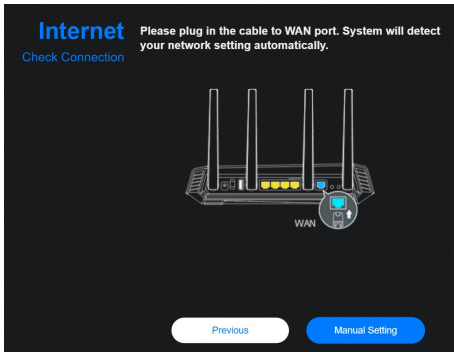 Internet
Check Connection
Please plug in the cable to WAN port. System will detect
your network setting automatically.
WAN
Previous
Manual Setting